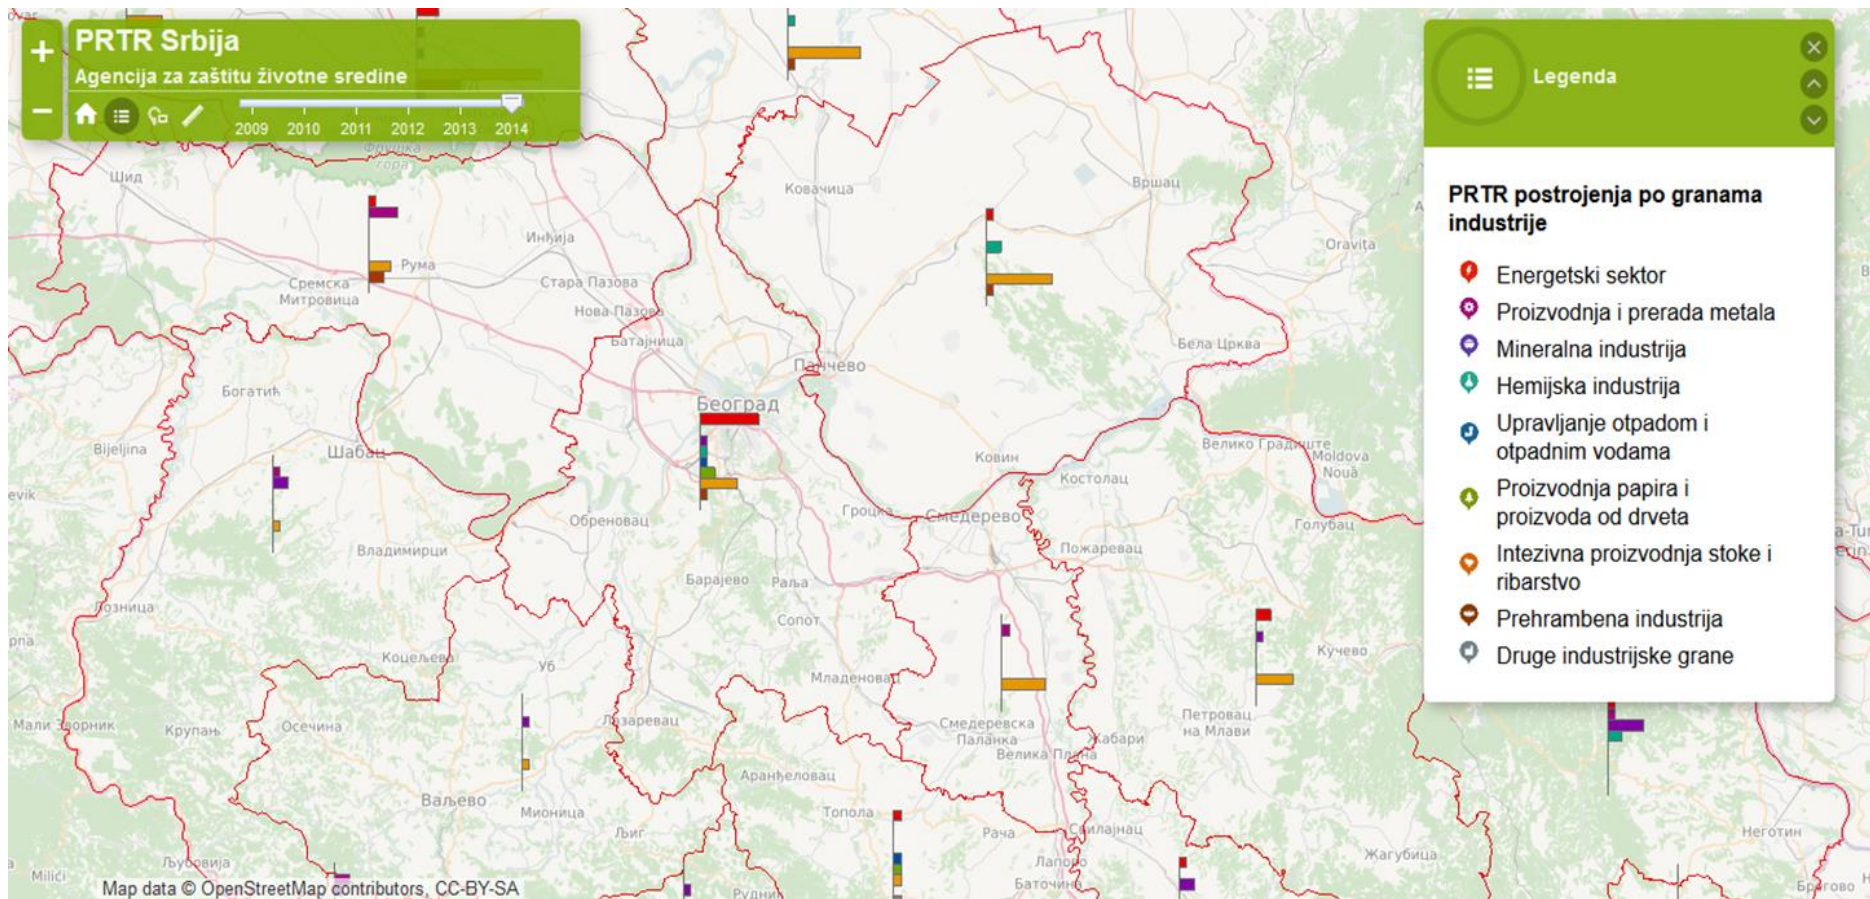 PRTR Srbija
Agencija za zaštitu životne sredine
2009 2010 2011 2012 2013 2014
Legenda
PRTR postrojenja po granama
industrije
Energetski sektor
Proizvodnja i prerada metala
Mineralna industrija
Hemijska industrija
Upravljanje otpadom i
otpadnim vodama
Proizvodnja papira i
proizvoda od drveta
Intezivna proizvodnja stoke i
ribarstvo
Prehrambena industrija
Druge industrijske grane
Фрушка
гора
Шид
Ковачица
Вршац
Инђија
Oravita
Рума
Сремска
Митровица
Стара Пазова
Нова Пазова
Батајница
Бела Црква
Панчево
Богатић
Београд
Bijeljina
Шабац
Велико Градиште
Moldova
Nouă
Ковин
Костолац
evik
Гроцка
Смедерево
Обреновац
Голубац
Владимирци
Пожаревац
Барајево
Раља
Лозница
Сопот
Коцељева
Уб
Кучево
Младеновац
Мали Зворник
Крупањ
Осечина
Лазаревац
Смедеревска
Паланка
Петровац
на Млави
Жабари
Велика Плана
Аранђеловац
Ваљево
Мионица
Топола
Љиг
Рача
Свилајнац
Неготин
Љубовија
Лапово
Жагубица
Milići
Баточина
Рудник
Брегово
Map data © OpenStreetMap contributors, CC-BY-SA